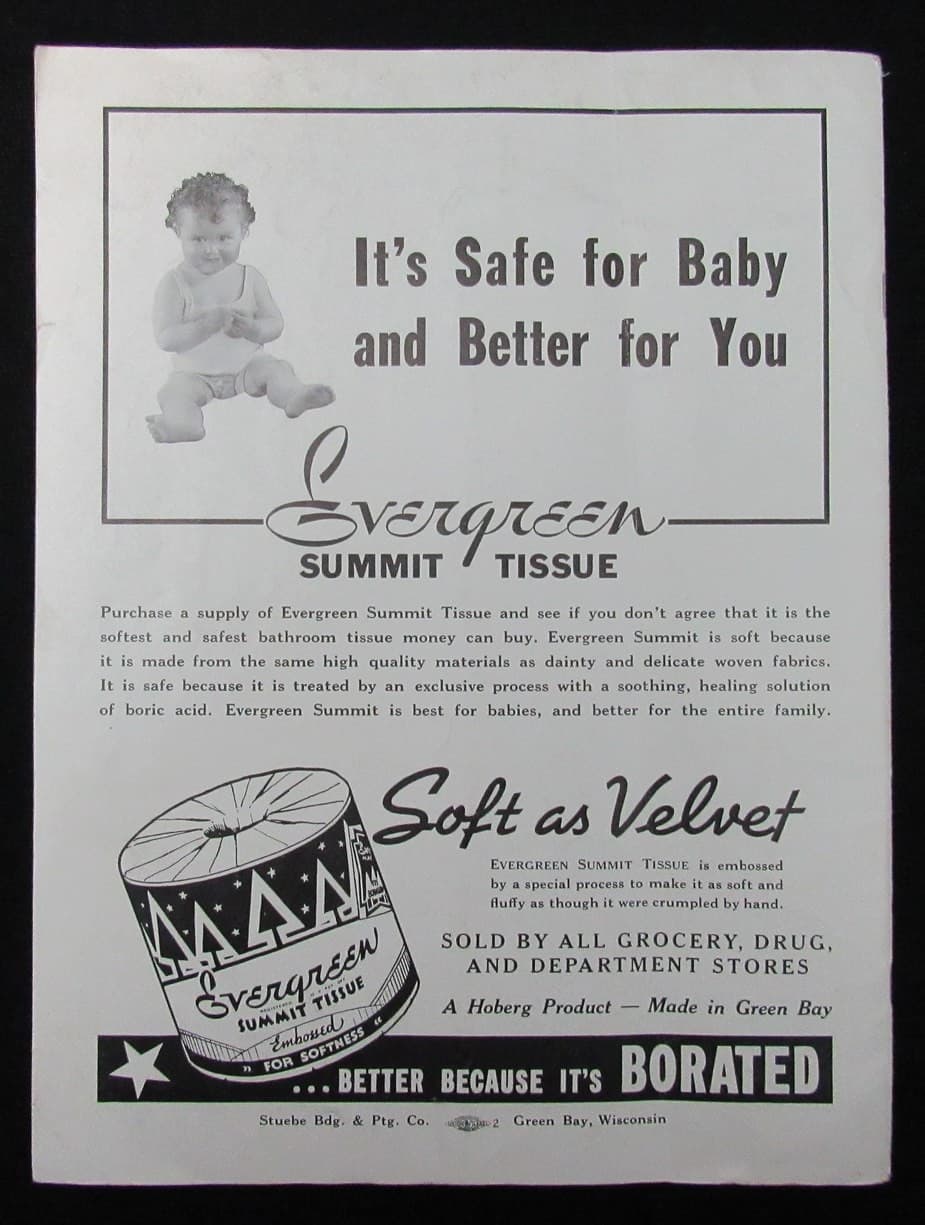 It's Safe for Baby
and Better for You
Evergreen
SUMMIT TISSUE
Purchase a supply of Evergreen Summit Tissue and see if you don't agree that it is the
softest and safest bathroom tissue money can buy. Evergreen Summit is soft because
it is made from the same high quality materials as dainty and delicate woven fabrics.
It is safe because it is treated by an exclusive process with a soothing, healing solution
of boric acid. Evergreen Summit is best for babies, and better for the entire family.
Soft as Velvet
EVERGREEN SUMMIT TISSUE is embossed
by a special process to make it as soft and
fluffy as though it were crumpled by hand.
SOLD BY ALL GROCERY, DRUG,
AND DEPARTMENT STORES
A Hoberg Product — Made in Green Bay
Evergreen
SUMMIT TISSUE
Embossed
" FOR SOFTNESS "
...BETTER BECAUSE IT'S BORATED
Stuebe Bdg. & Ptg. Co. 2 Green Bay, Wisconsin